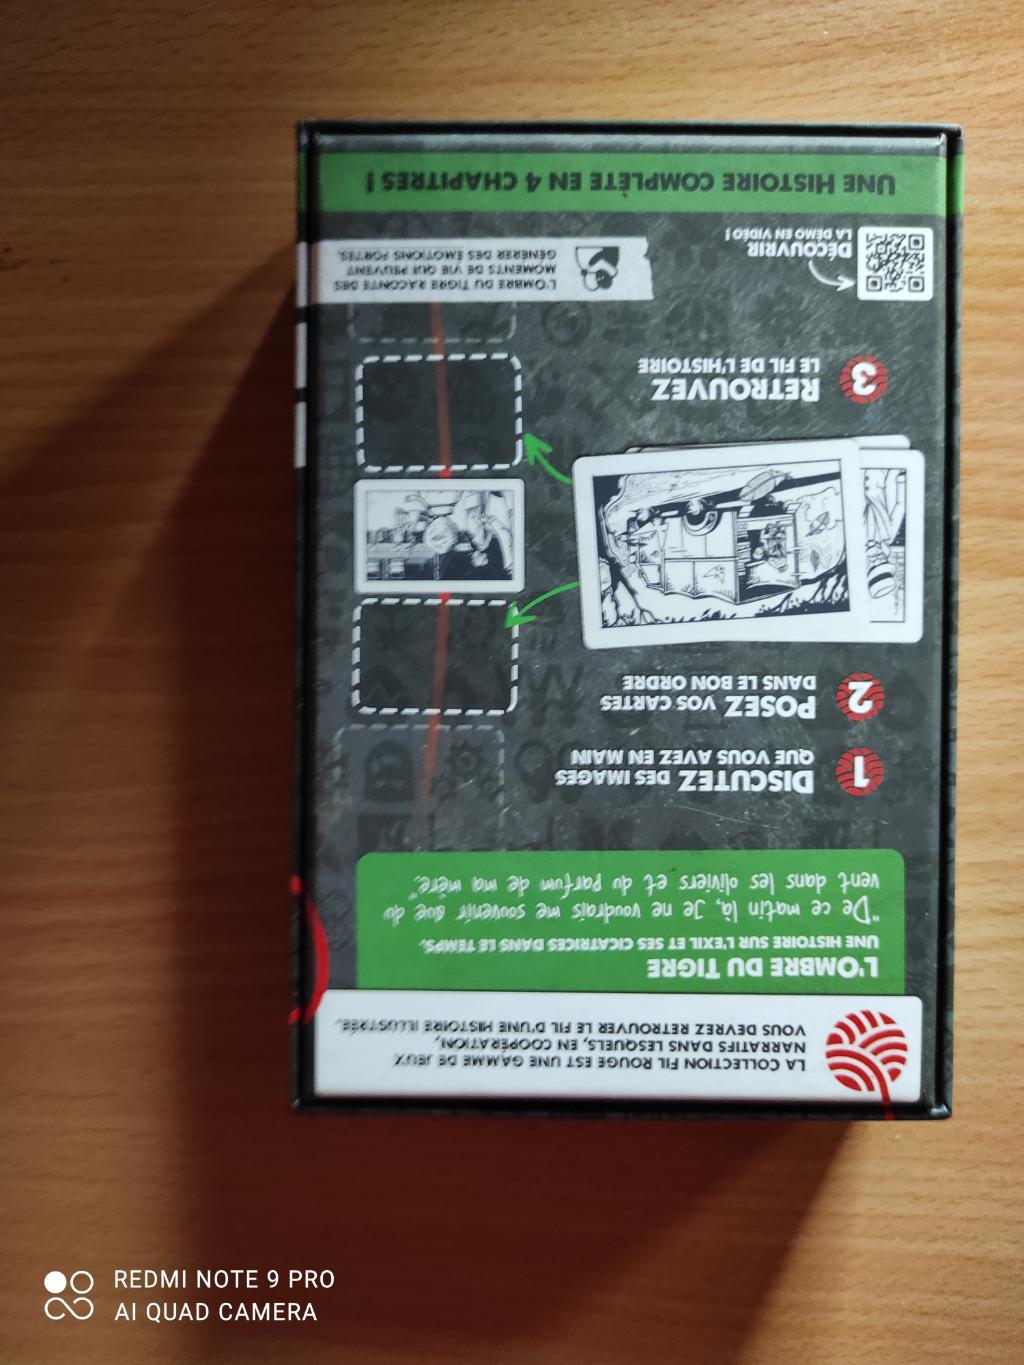 LA COLLECTION FIL ROUGE EST UNE GAMME DE JEUX
NARRATIFS DANS LESQUELS, EN COOPÉRATION,
VOUS DEVREZ RETROUVER LE FIL D'UNE HISTOIRE ILLUSTRÉE.
L'OMBRE DU TIGRE
UNE HISTOIRE SUR L'EXIL ET SES CICATRICES DANS LE TEMPS.
"De ce matin là, je ne voudrais me souvenir que du
vent dans les oliviers et du parfum de ma mère."
1
DISCUTEZ DES IMAGES
QUE VOUS AVEZ EN MAIN
2
POSEZ VOS CARTES
DANS LE BON ORDRE
3
RETROUVEZ
LE FIL DE L'HISTOIRE
DÉCOUVRIR
LA DÉMO EN VIDÉO !
L'OMBRE DU TIGRE RACONTE DES
MOMENTS DE VIE QUI PEUVENT
GÉNÉRER DES ÉMOTIONS FORTES.
UNE HISTOIRE COMPLÈTE EN 4 CHAPITRES !
REDMI NOTE 9 PRO
AI QUAD CAMERA